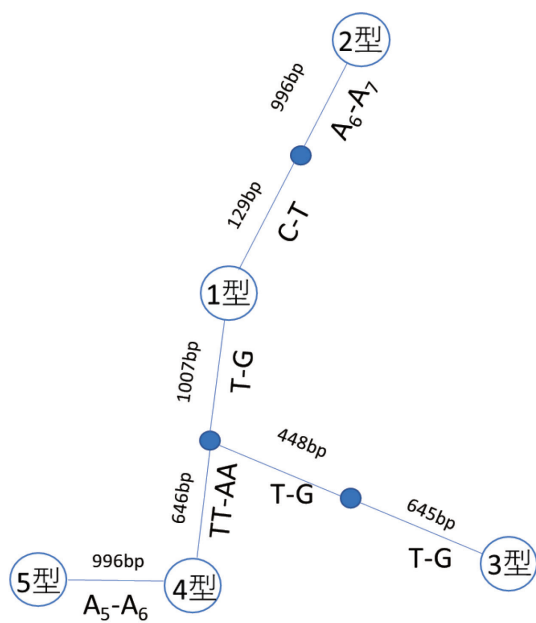 2型
996bp
A₆-A₇
129bp
C-T
1型
1007bp
T-G
448bp
T-G
646bp
TT-AA
645bp
T-G
3型
5型
996bp
A₅-A₆
4型